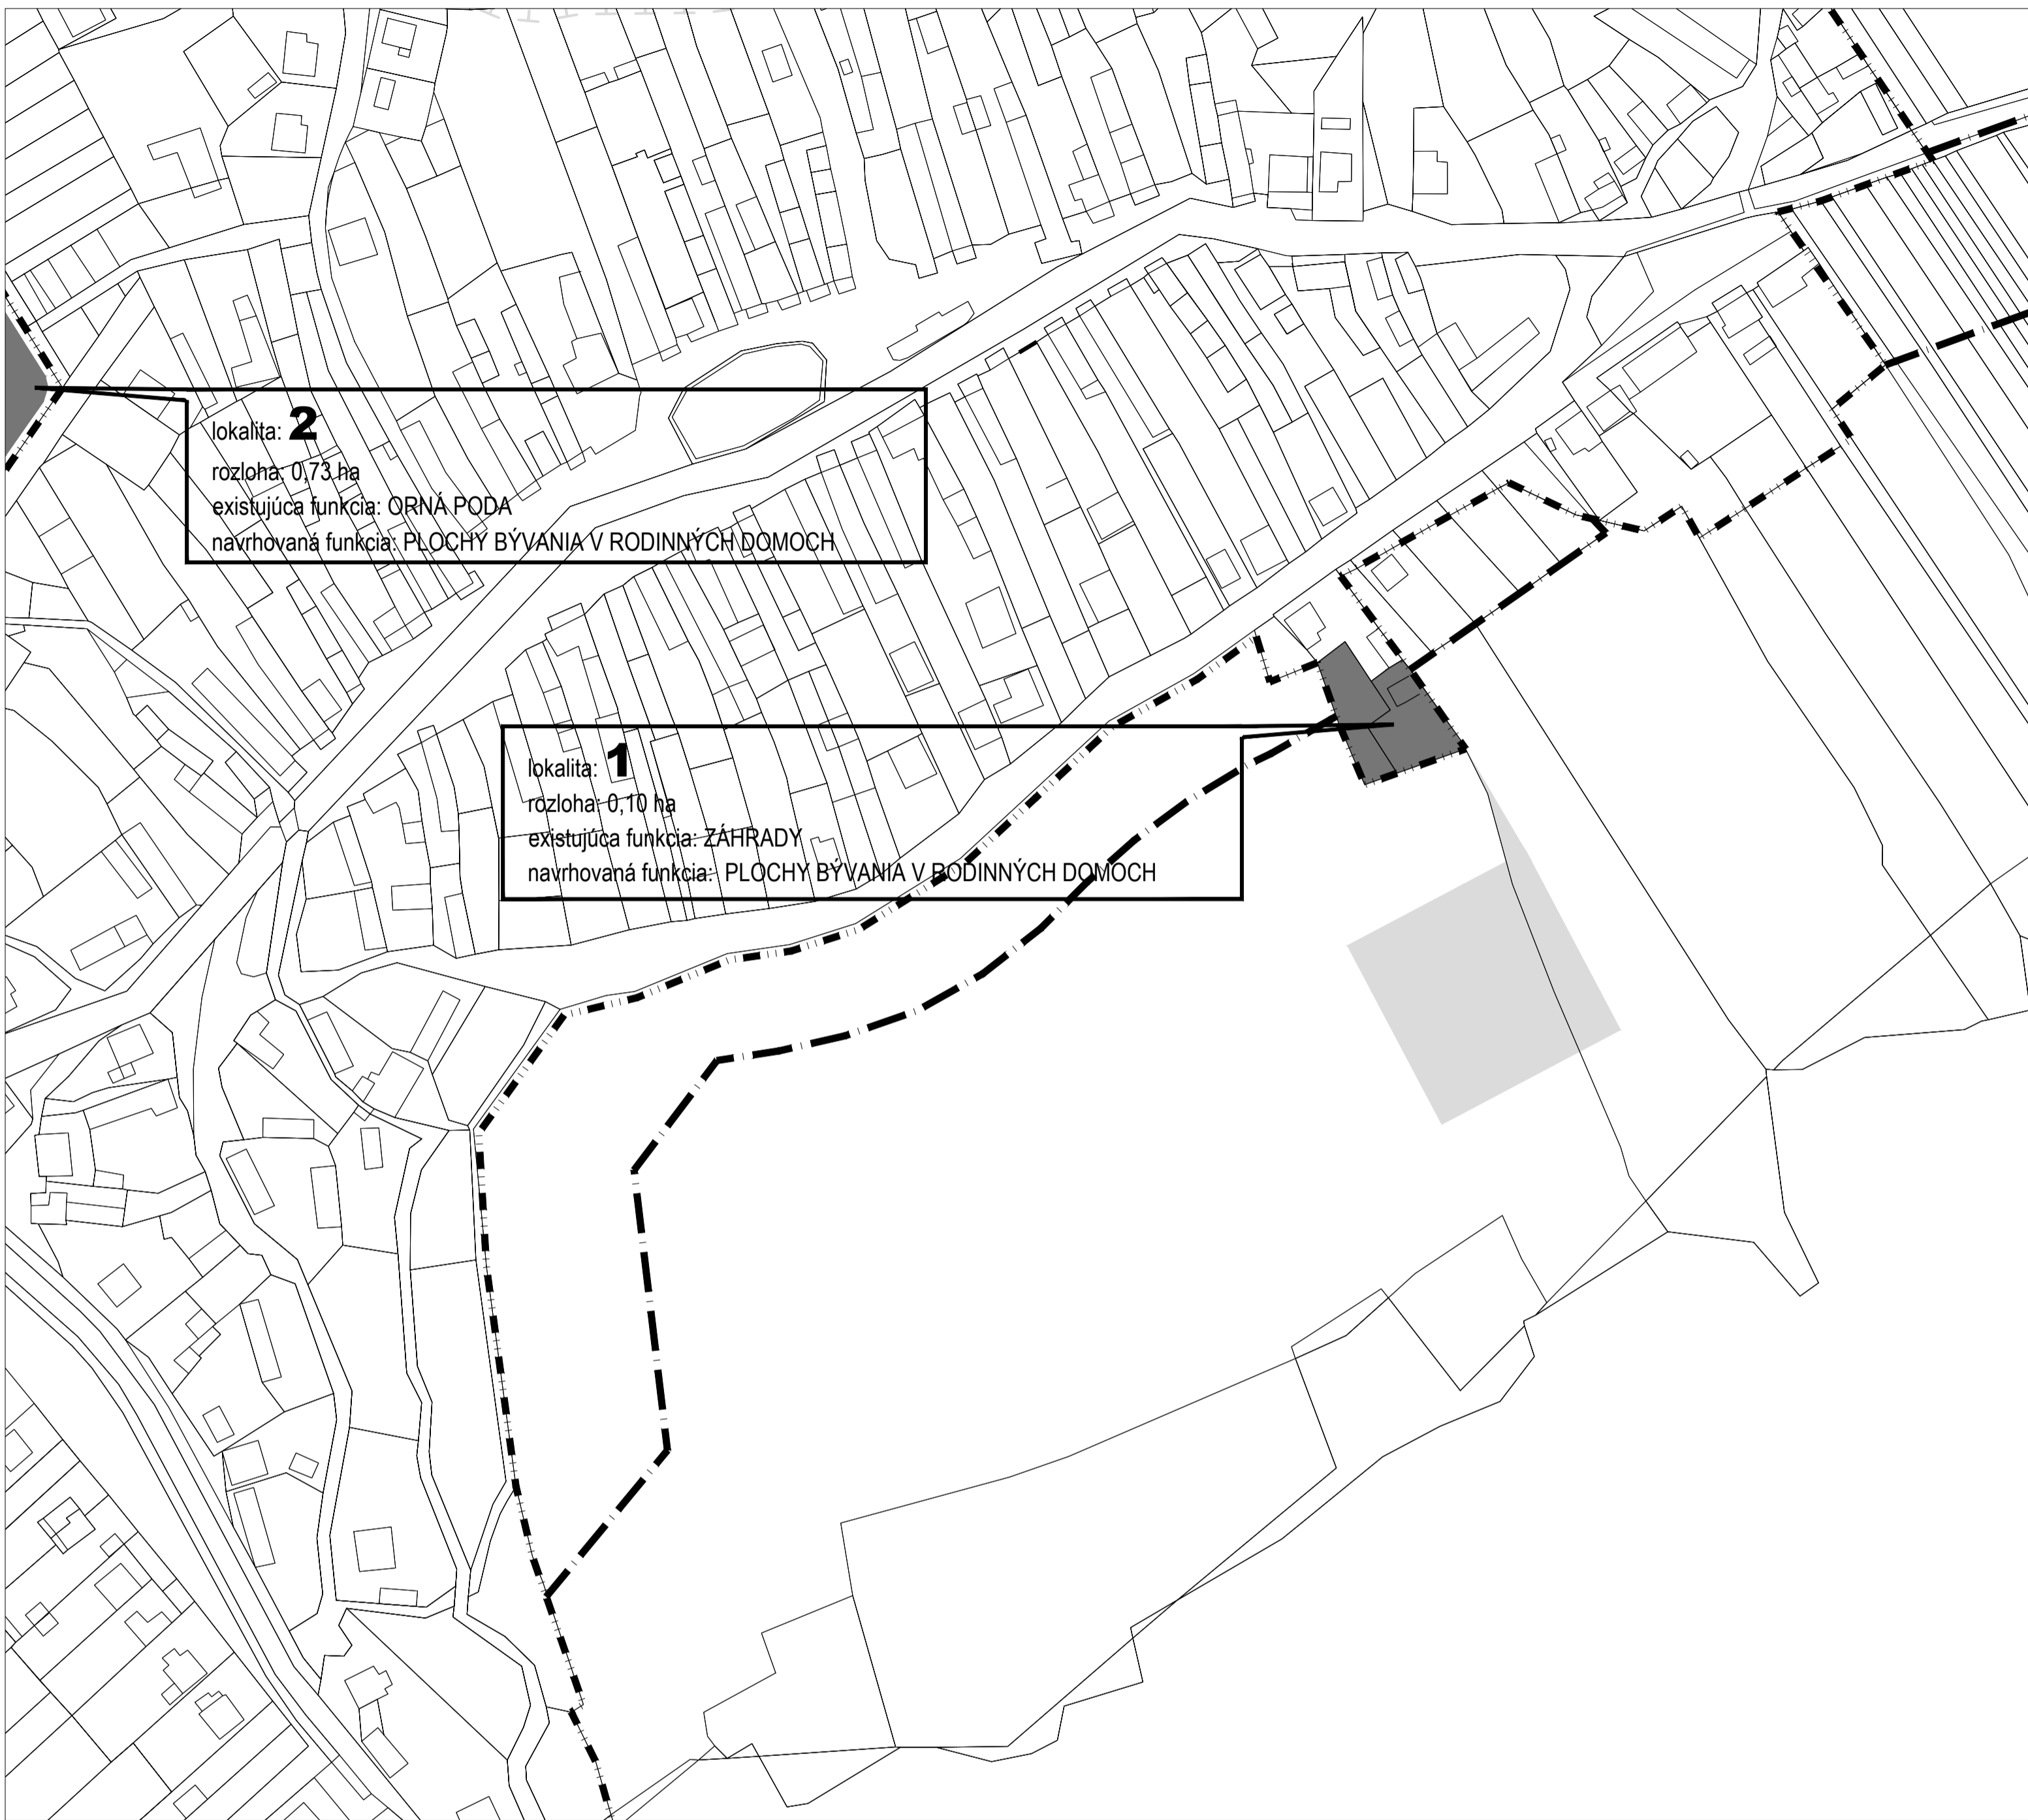 lokalita: 2
rozloha: 0,73 ha
existujúca funkcia: ORNÁ PODA
navrhovaná funkcia: PLOCHY BÝVANIA V RODINNÝCH DOMOCH
lokalita: 1
rozloha: 0,10 ha
existujúca funkcia: ZÁHRADY
navrhovaná funkcia: PLOCHY BÝVANIA V RODINNÝCH DOMOCH